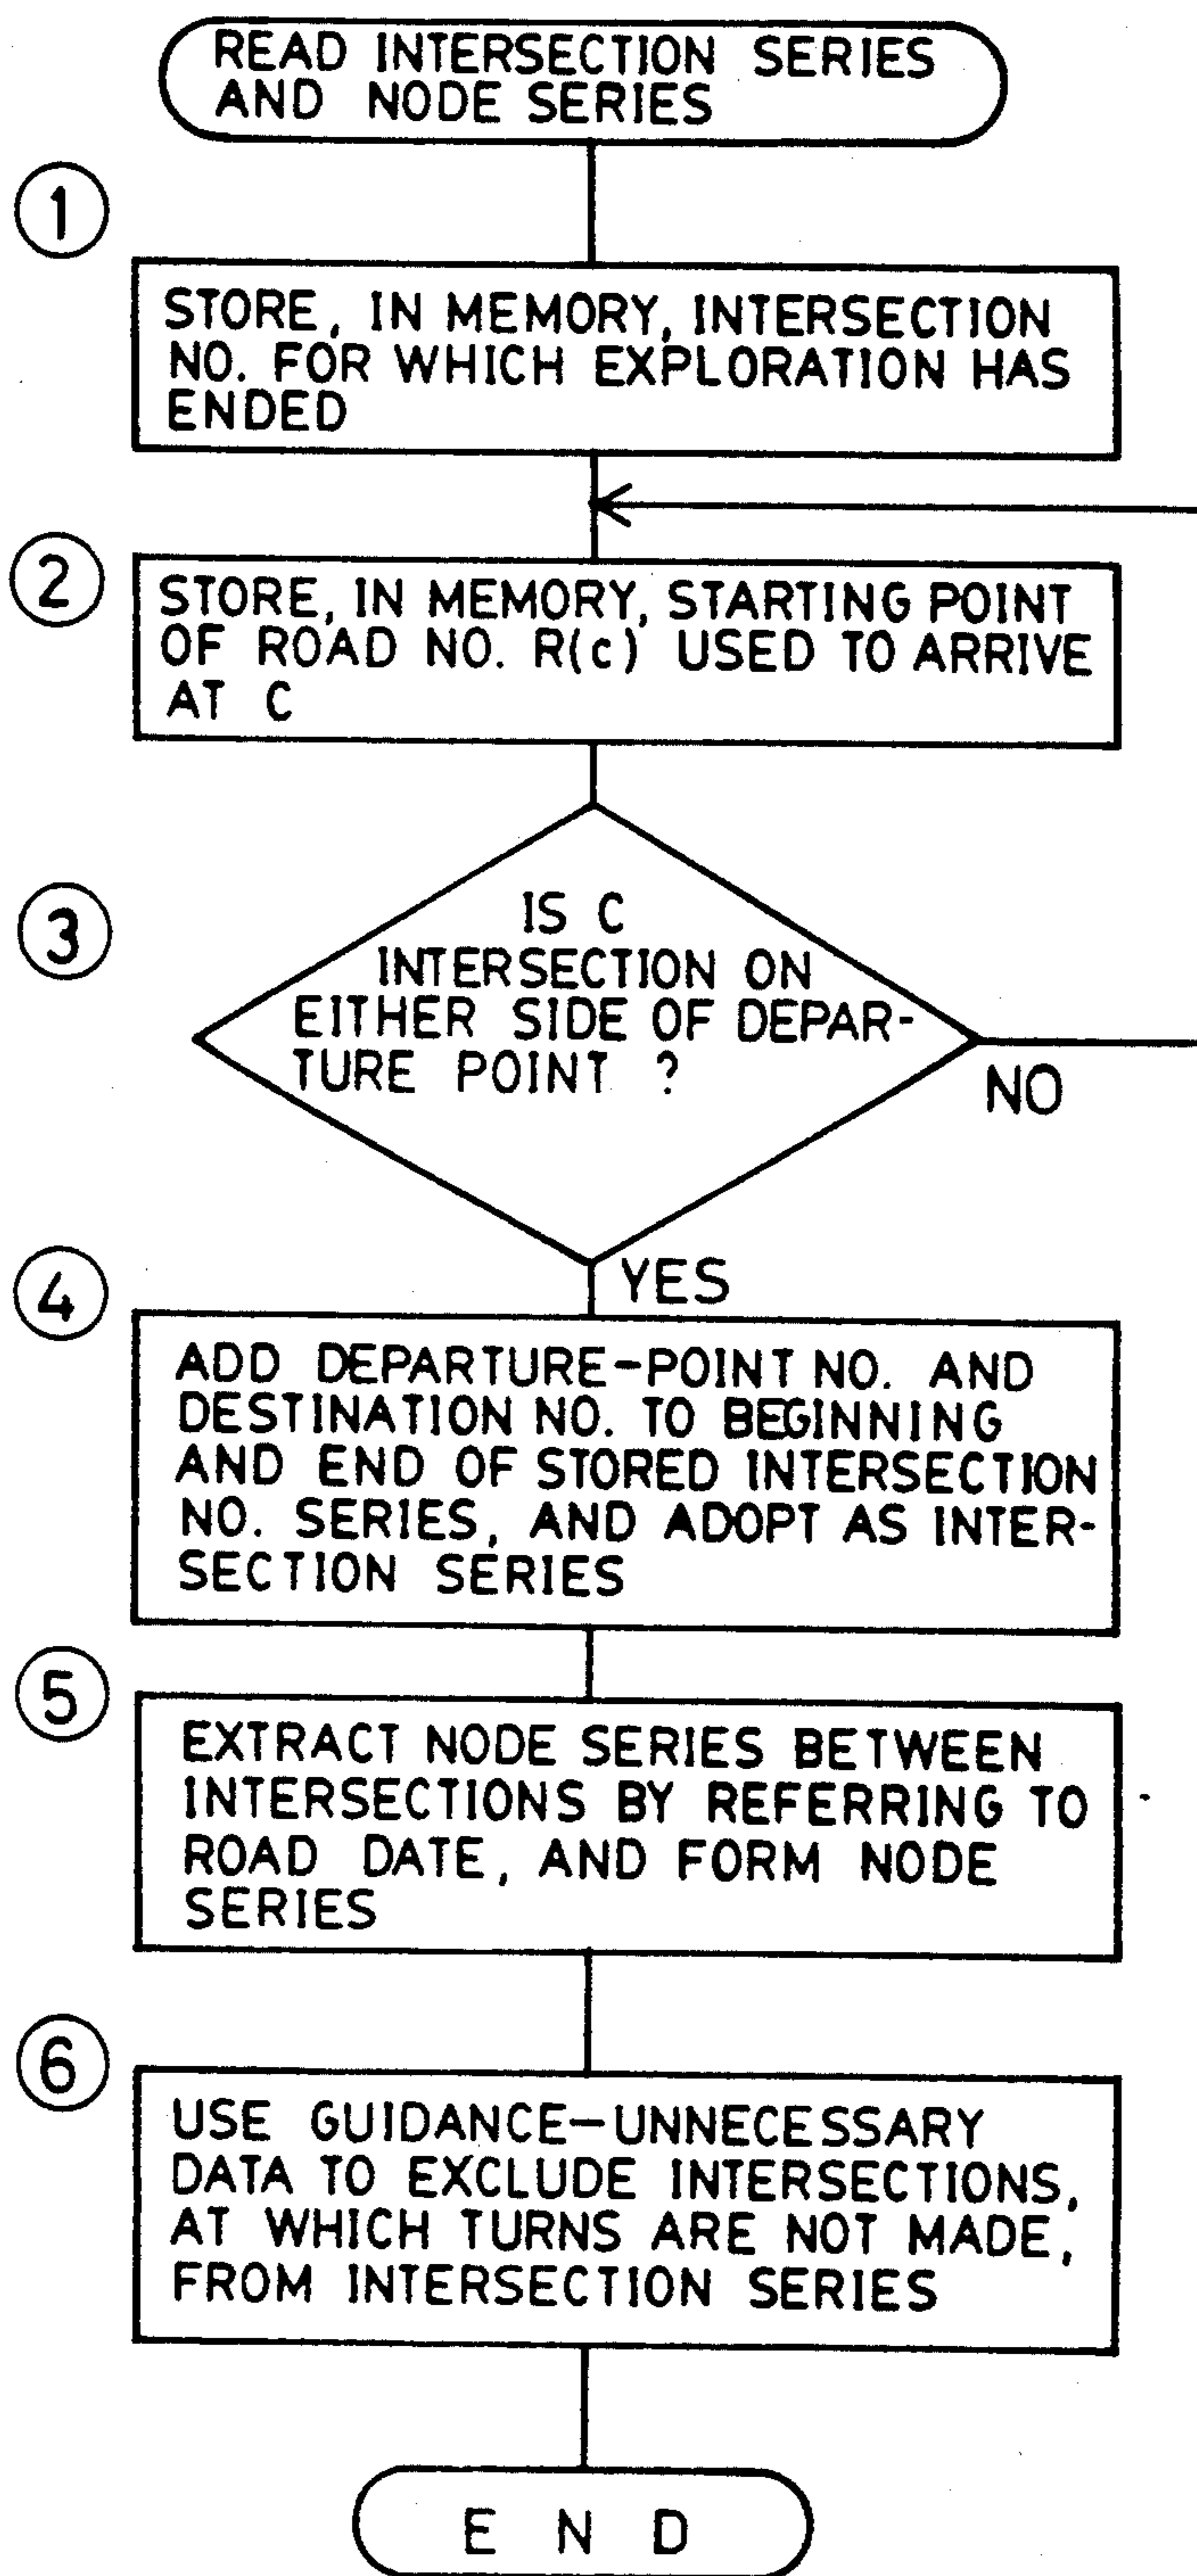 READ INTERSECTION SERIES
AND NODE SERIES
1
STORE, IN MEMORY, INTERSECTION
NO. FOR WHICH EXPLORATION HAS
ENDED
2
STORE, IN MEMORY, STARTING POINT
OF ROAD NO. R(c) USED TO ARRIVE
AT C
3
IS C
INTERSECTION ON
EITHER SIDE OF DEPAR-
TURE POINT ?
NO
YES
4
ADD DEPARTURE-POINT NO. AND
DESTINATION NO. TO BEGINNING
AND END OF STORED INTERSECTION
NO. SERIES, AND ADOPT AS INTER-
SECTION SERIES
5
EXTRACT NODE SERIES BETWEEN
INTERSECTIONS BY REFERRING TO
ROAD DATE, AND FORM NODE
SERIES
6
USE GUIDANCE-UNNECESSARY
DATA TO EXCLUDE INTERSECTIONS,
AT WHICH TURNS ARE NOT MADE,
FROM INTERSECTION SERIES
END